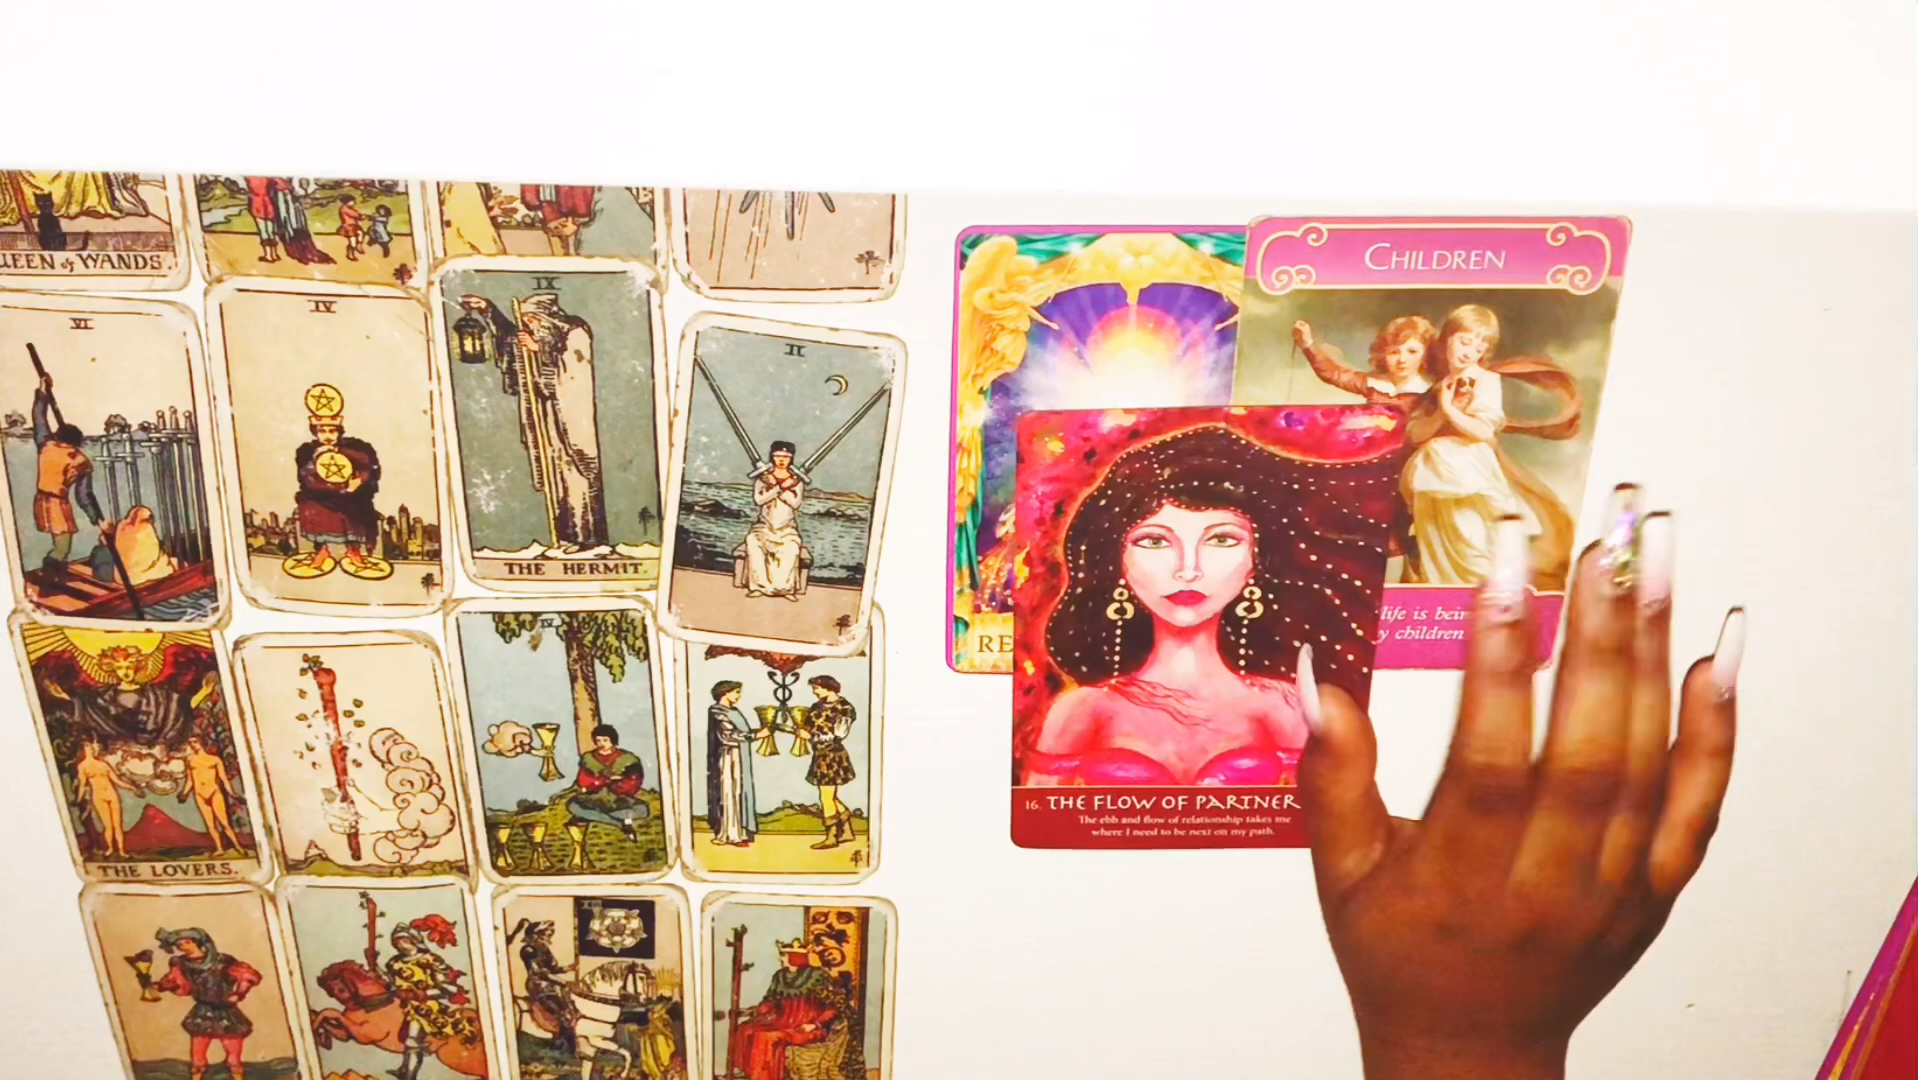 UEEN of WANDS.
VI
IV
IX
THE HERMIT.
II
THE LOVERS.
CHILDREN
life is bein
y children
RE
16. THE FLOW OF PARTNER
The ebb and flow of relationship takes me
where I need to be next on my path.